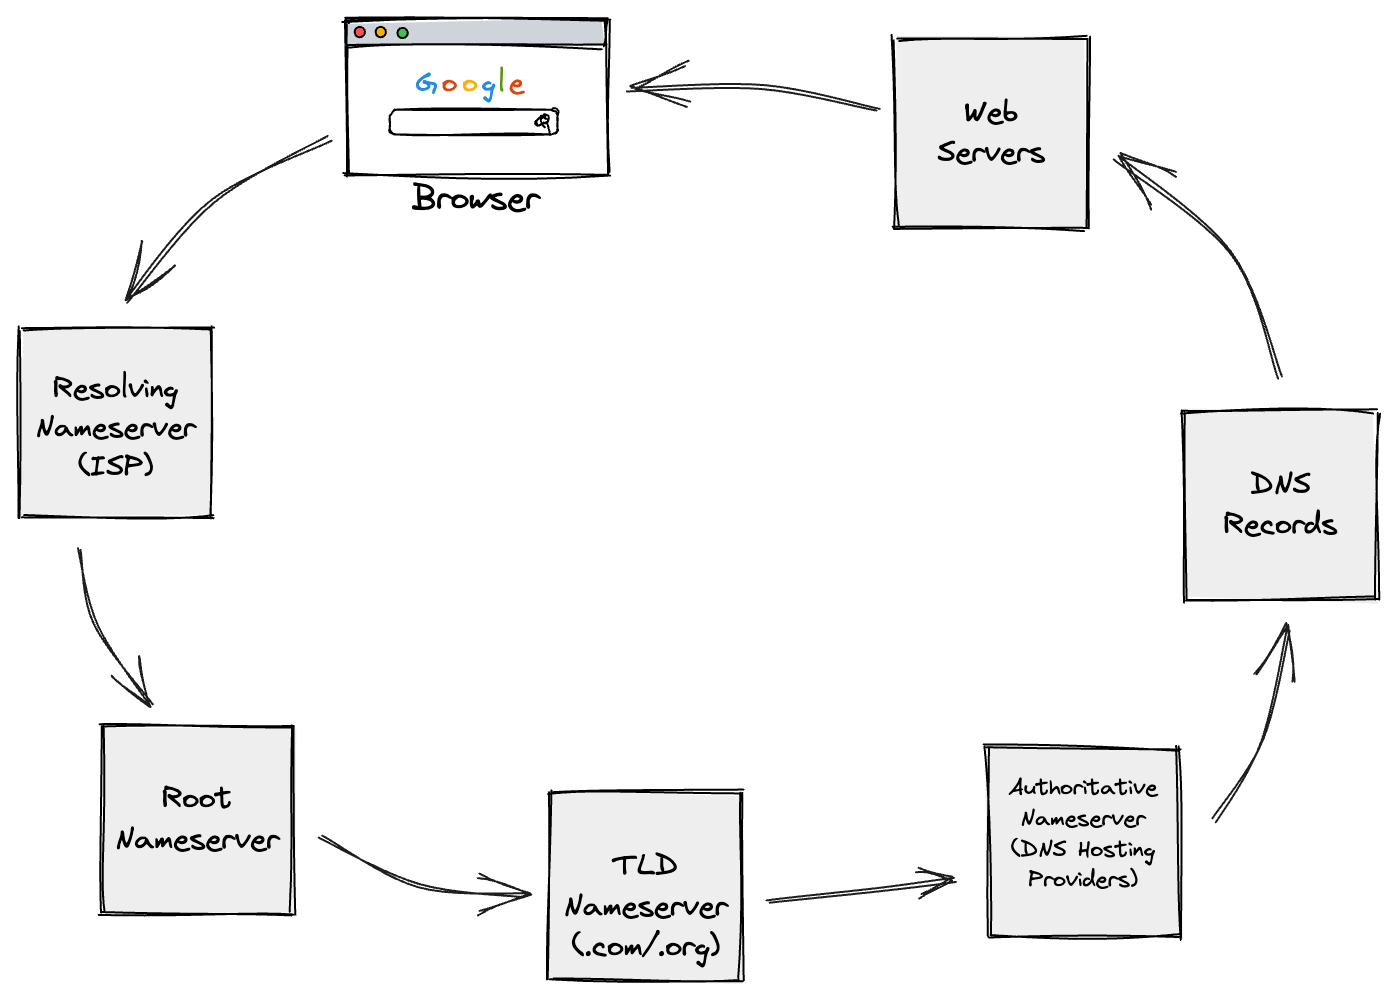 Google
Browser
Web
Servers
Resolving
Nameserver
(ISP)
DNS
Records
Root
Nameserver
TLD
Nameserver
(.com/.org)
Authoritative
Nameserver
(DNS Hosting
Providers)